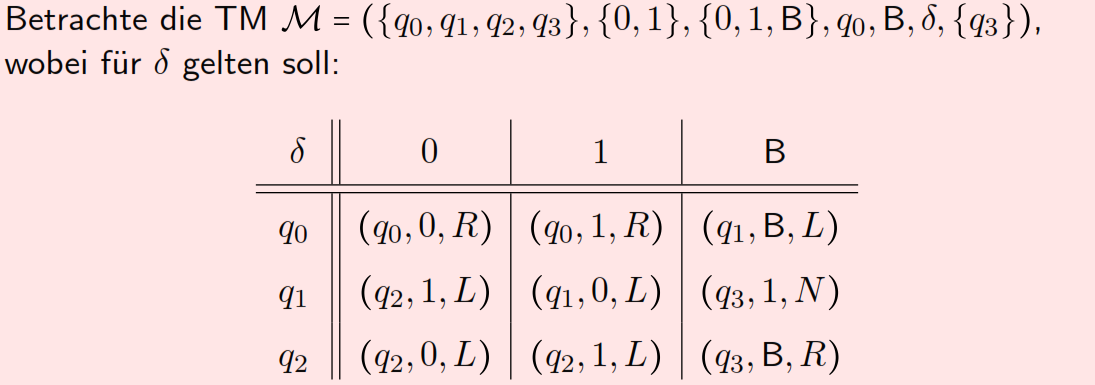 Betrachte die TM ℳ = ({q₀, q₁, q₂, q₃}, {0, 1}, {0, 1, B}, q₀, B, δ, {q₃}),
wobei für δ gelten soll:
δ 0 1 B
q₀ (q₀, 0, R) (q₀, 1, R) (q₁, B, L)
q₁ (q₂, 1, L) (q₁, 0, L) (q₃, 1, N)
q₂ (q₂, 0, L) (q₂, 1, L) (q₃, B, R)